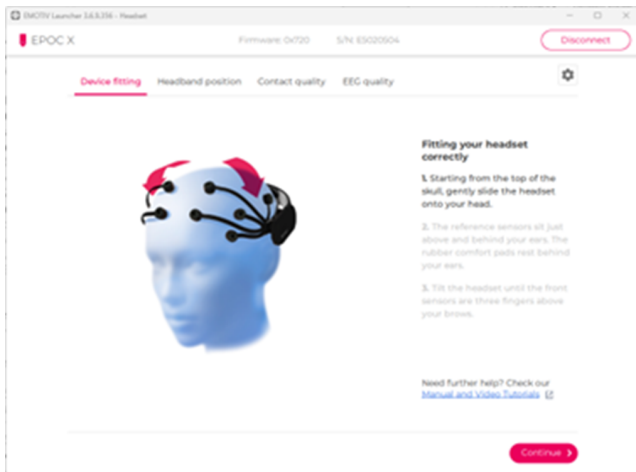 EMOTIV Launcher 3.6.9.356 - Headset
EPOC X
Firmware: 0x720
S/N: E5020504
Disconnect
Device fitting
Headband position
Contact quality
EEG quality
Fitting your headset
correctly
1. Starting from the top of the
skull, gently slide the headset
onto your head.
2. The reference sensors sit just
above and behind your ears. The
rubber comfort pads rest behind
your ears.
3. Tilt the headset until the front
sensors are three fingers above
your brows.
Need further help? Check our
Manual and Video Tutorials
Continue